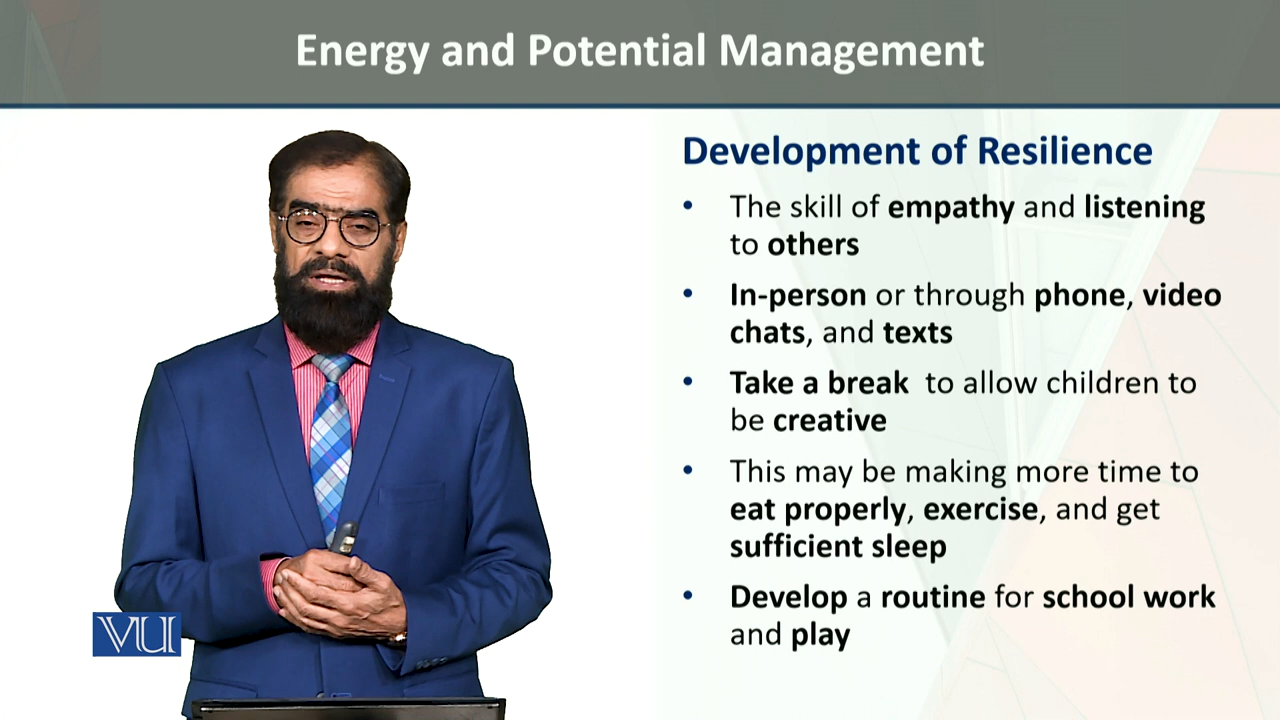 Energy and Potential Management
Development of Resilience
• The skill of empathy and listening
to others
• In-person or through phone, video
chats, and texts
• Take a break to allow children to
be creative
• This may be making more time to
eat properly, exercise, and get
sufficient sleep
• Develop a routine for school work
and play
VU